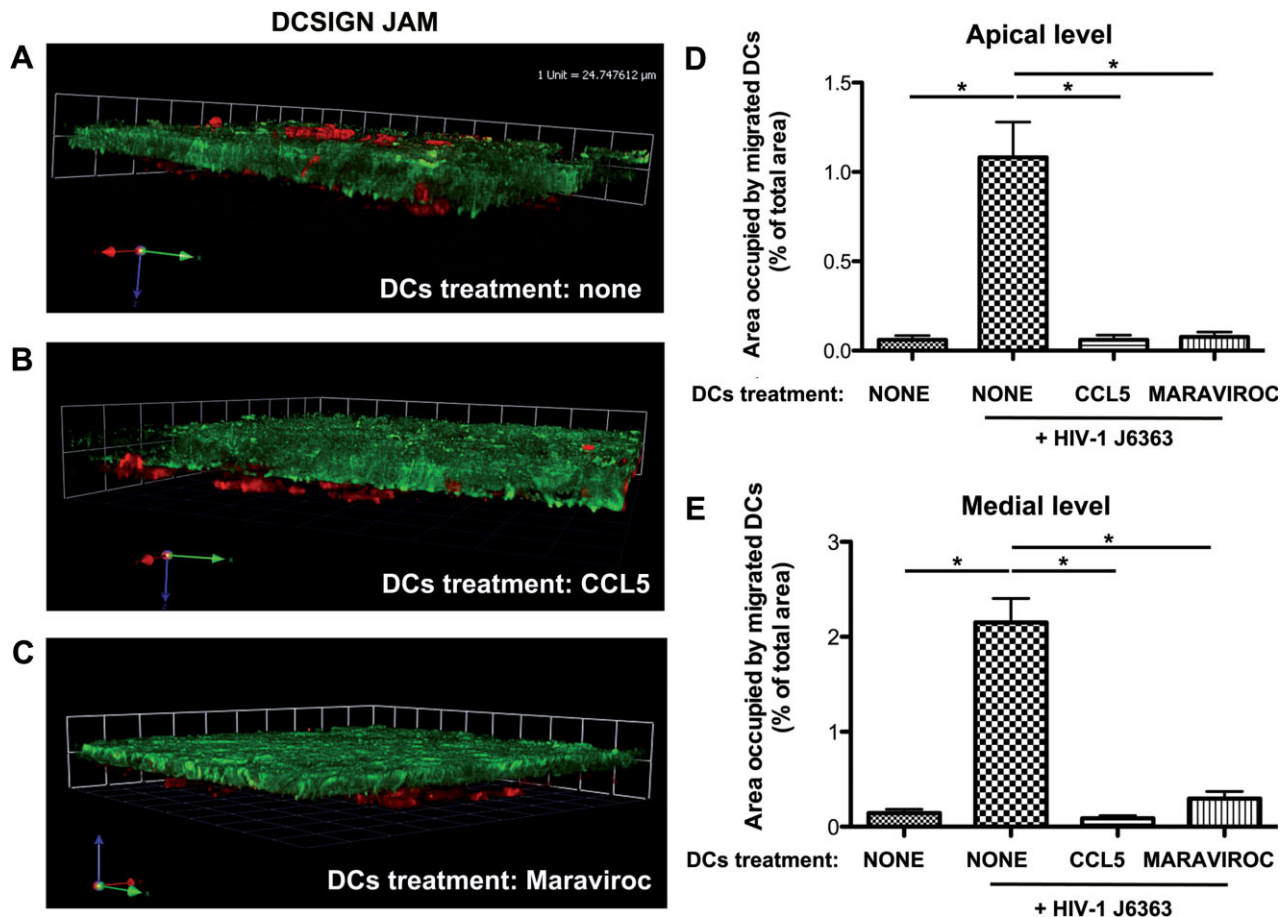 DCSIGN JAM
A
1 Unit = 24.747612 µm
DCs treatment: none
B
DCs treatment: CCL5
C
DCs treatment: Maraviroc
D
Apical level
Area occupied by migrated DCs
(% of total area)
1.5
1.0
0.5
0.0
*
*
*
DCs treatment: NONE NONE CCL5 MARAVIROC
+ HIV-1 J6363
E
Medial level
Area occupied by migrated DCs
(% of total area)
3
2
1
0
*
*
*
DCs treatment: NONE NONE CCL5 MARAVIROC
+ HIV-1 J6363